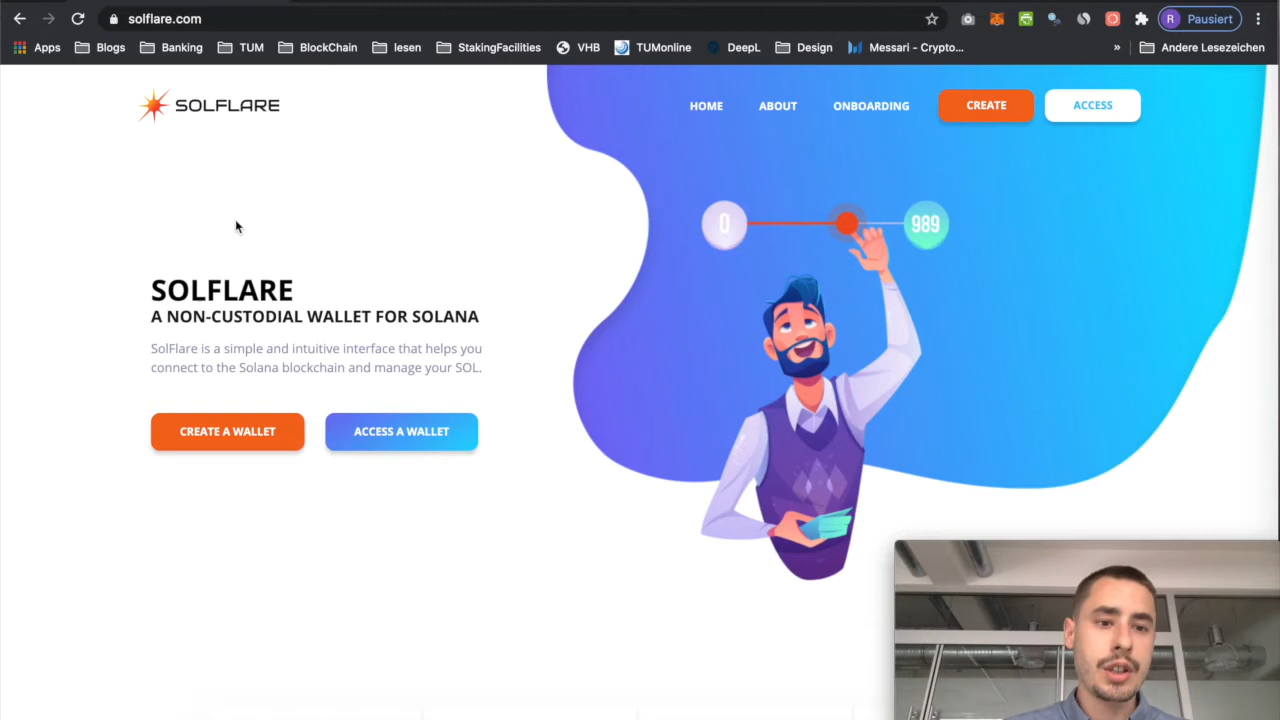 solflare.com
R Pausiert
Apps Blogs Banking TUM BlockChain lesen StakingFacilities VHB TUMonline DeepL Design Messari - Crypto... » Andere Lesezeichen
SOLFLARE
HOME ABOUT ONBOARDING CREATE ACCESS
0 989
SOLFLARE
A NON-CUSTODIAL WALLET FOR SOLANA
SolFlare is a simple and intuitive interface that helps you
connect to the Solana blockchain and manage your SOL.
CREATE A WALLET ACCESS A WALLET